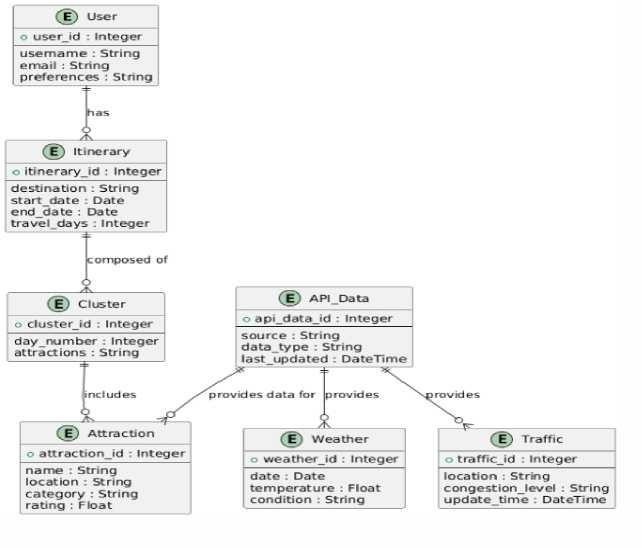 E User
user_id : Integer
username : String
email : String
preferences : String
has
E Itinerary
itinerary_id : Integer
destination : String
start_date : Date
end_date : Date
travel_days : Integer
composed of
E Cluster
cluster_id : Integer
day_number : Integer
attractions : String
E API_Data
api_data_id : Integer
source : String
data_type : String
last_updated : DateTime
includes
provides data for
provides
provides
E Attraction
attraction_id : Integer
name : String
location : String
category : String
rating : Float
E Weather
weather_id : Integer
date : Date
temperature : Float
condition : String
E Traffic
traffic_id : Integer
location : String
congestion_level : String
update_time : DateTime